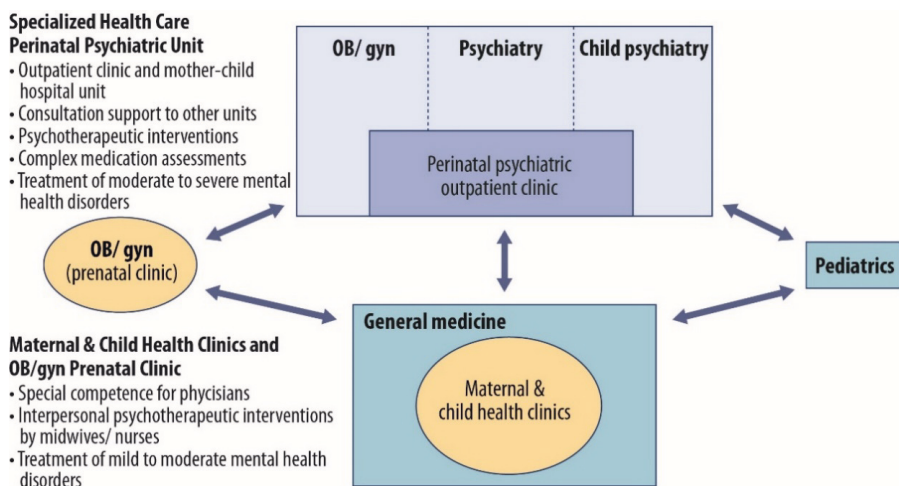 Specialized Health Care
Perinatal Psychiatric Unit
• Outpatient clinic and mother-child
hospital unit
• Consultation support to other units
• Psychotherapeutic interventions
• Complex medication assessments
• Treatment of moderate to severe mental
health disorders
OB/ gyn
Psychiatry
Child psychiatry
Perinatal psychiatric
outpatient clinic
OB/ gyn
(prenatal clinic)
Pediatrics
General medicine
Maternal &
child health clinics
Maternal & Child Health Clinics and
OB/gyn Prenatal Clinic
• Special competence for phycisians
• Interpersonal psychotherapeutic interventions
by midwives/ nurses
• Treatment of mild to moderate mental health
disorders